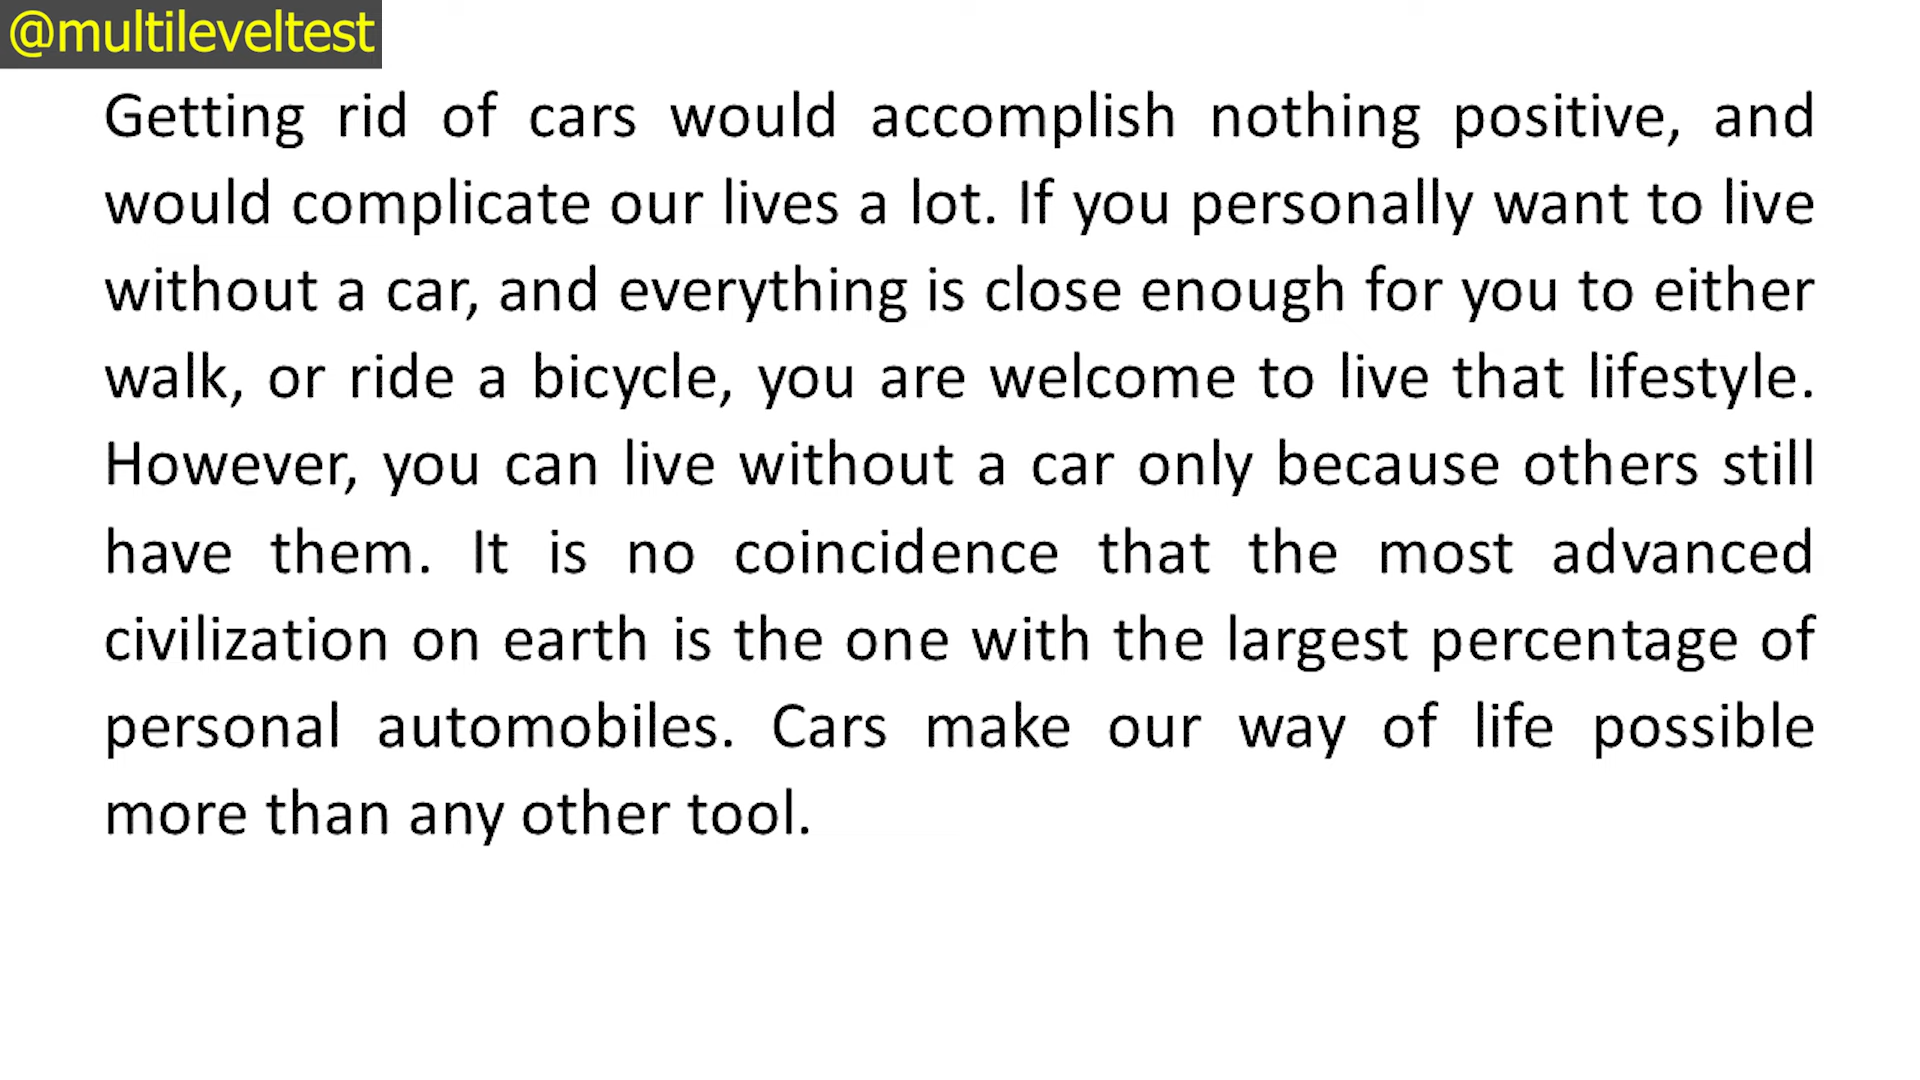 @multileveltest
Getting rid of cars would accomplish nothing positive, and
would complicate our lives a lot. If you personally want to live
without a car, and everything is close enough for you to either
walk, or ride a bicycle, you are welcome to live that lifestyle.
However, you can live without a car only because others still
have them. It is no coincidence that the most advanced
civilization on earth is the one with the largest percentage of
personal automobiles. Cars make our way of life possible
more than any other tool.